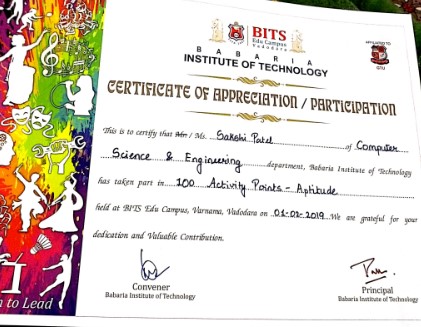 BITS
Edu Campus
Vadodara
AFFILIATED TO
GTU
BABARIA
INSTITUTE OF TECHNOLOGY
CERTIFICATE OF APPRECIATION / PARTICIPATION
This is to certify that Mr / Ms. Sakshi Patel of Computer
Science & Engineering department, Babaria Institute of Technology
has taken part in 100 Activity Points - Aptitude
held at BITS Edu Campus, Varnama, Vadodara on 01-01-2019. We are grateful for your
dedication and Valuable Contribution.
Convener
Babaria Institute of Technology
Principal
Babaria Institute of Technology
to Lead